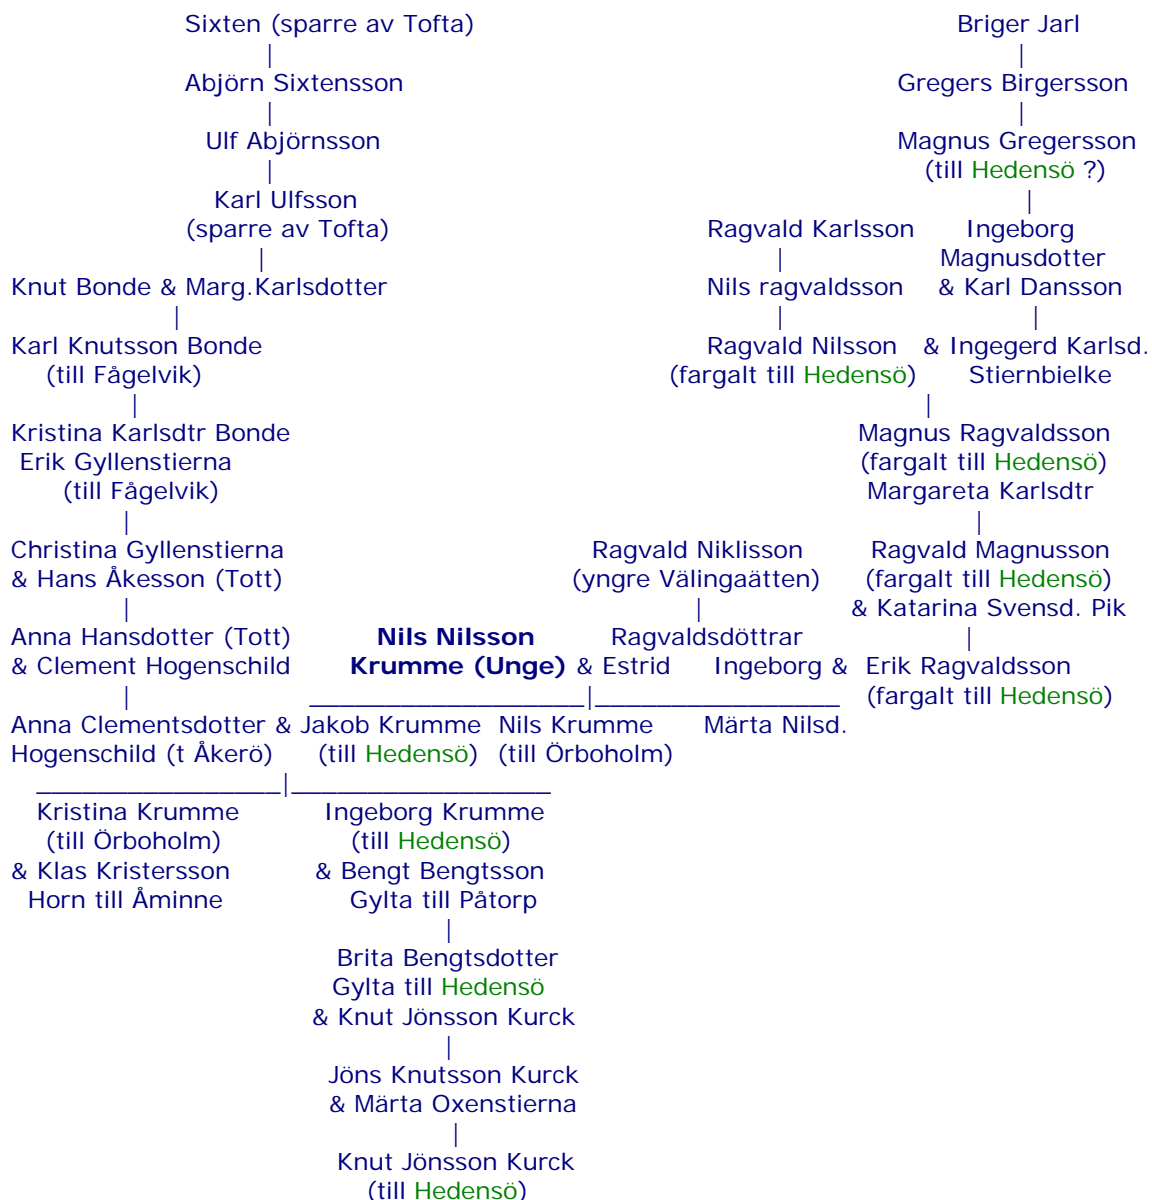 Sixten (sparre av Tofta) Briger Jarl
| |
Abjörn Sixtensson Gregers Birgersson
| |
Ulf Abjörnsson Magnus Gregersson
| (till Hedensö ?)
Karl Ulfsson |
(sparre av Tofta) Ragvald Karlsson Ingeborg
| | Magnusdotter
Knut Bonde & Marg.Karlsdotter Nils ragvaldsson & Karl Dansson
| | |
Karl Knutsson Bonde Ragvald Nilsson & Ingegerd Karlsd.
(till Fågelvik) (fargalt till Hedensö) Stiernbielke
| |
Kristina Karlsdtr Bonde Magnus Ragvaldsson
Erik Gyllenstierna (fargalt till Hedensö)
(till Fågelvik) Margareta Karlsdtr
| |
Christina Gyllenstierna Ragvald Niklisson Ragvald Magnusson
& Hans Åkesson (Tott) (yngre Välingaätten) (fargalt till Hedensö)
| | & Katarina Svensd. Pik
Anna Hansdotter (Tott) Nils Nilsson Ragvaldsdöttrar |
& Clement Hogenschild Krumme (Unge) & Estrid Ingeborg & Erik Ragvaldsson
| __________________|________________ (fargalt till Hedensö)
Anna Clementsdotter & Jakob Krumme Nils Krumme Märta Nilsd.
Hogenschild (t Åkerö) (till Hedensö) (till Örboholm)
________________|_________________
Kristina Krumme Ingeborg Krumme
(till Örboholm) (till Hedensö)
& Klas Kristersson & Bengt Bengtsson
Horn till Åminne Gylta till Påtorp
|
Brita Bengtsdotter
Gylta till Hedensö
& Knut Jönsson Kurck
|
Jöns Knutsson Kurck
& Märta Oxenstierna
|
Knut Jönsson Kurck
(till Hedensö)